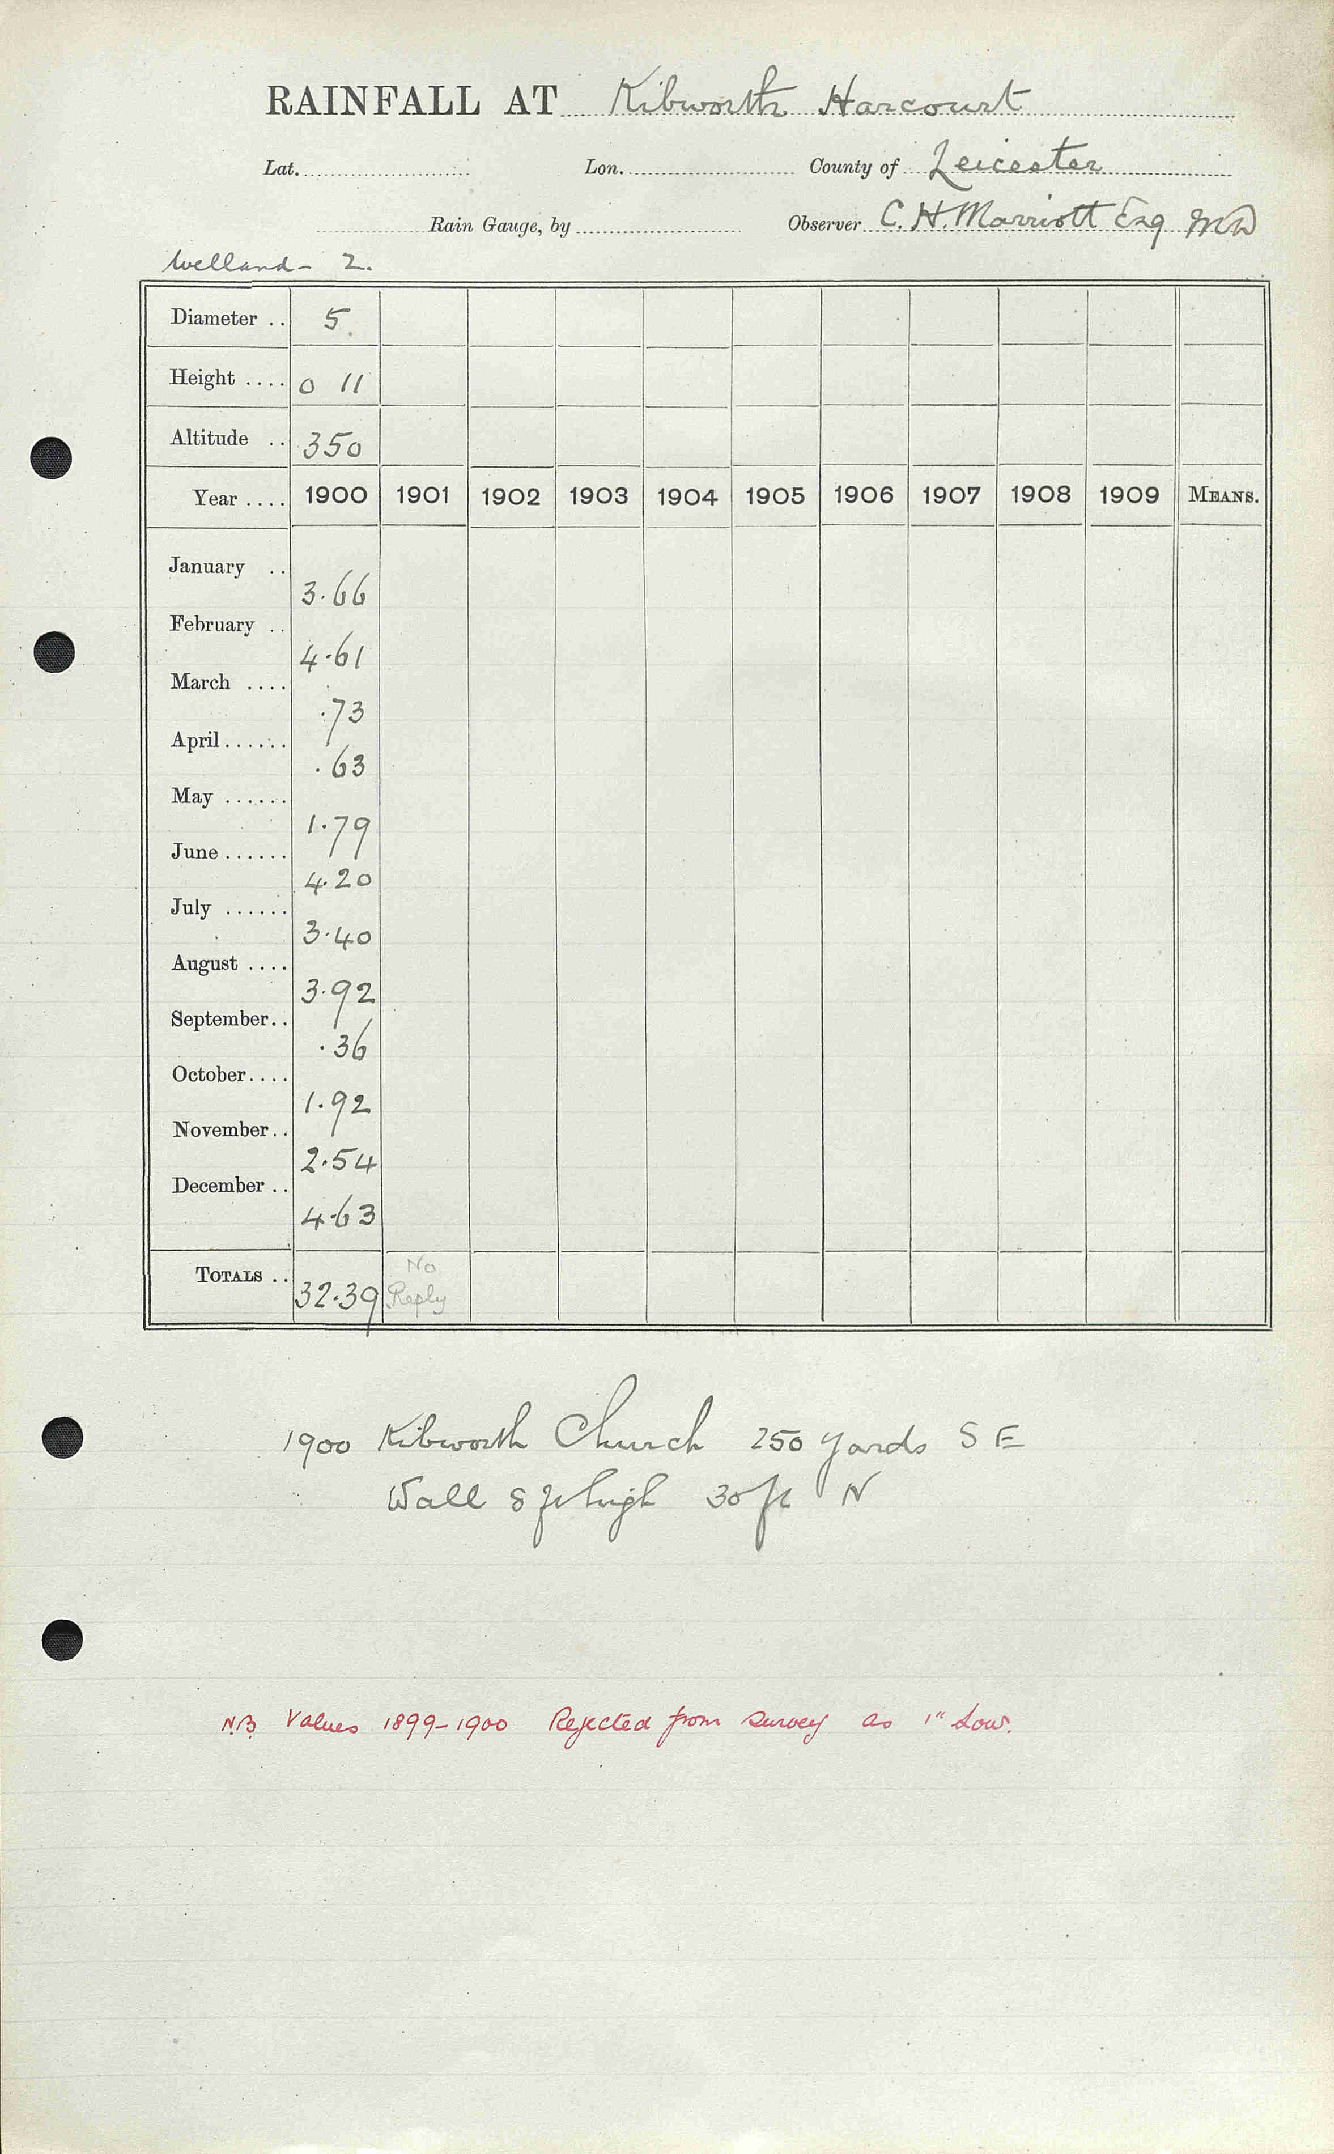 RAINFALL AT Kibworth Harcourt
Lat. Lon. County of Leicester
Rain Gauge, by Observer C. H. Marriott Esq MD
Welland - 2.
Diameter .. 5
Height .... 0 11
Altitude .. 350
Year .... 1900 1901 1902 1903 1904 1905 1906 1907 1908 1909 MEANS.
January .. 3.66
February .. 4.61
March .... .73
April...... .63
May ...... 1.79
June...... 4.20
July ...... 3.40
August .... 3.92
September.. .36
October.... 1.92
November.. 2.54
December .. 4.63
TOTALS .. 32.39 No Reply
1900 Kibworth Church 250 yards S E
Wall 8 ft high 30 ft N
N.B. Values 1899-1900 Rejected from survey as 1" Low.